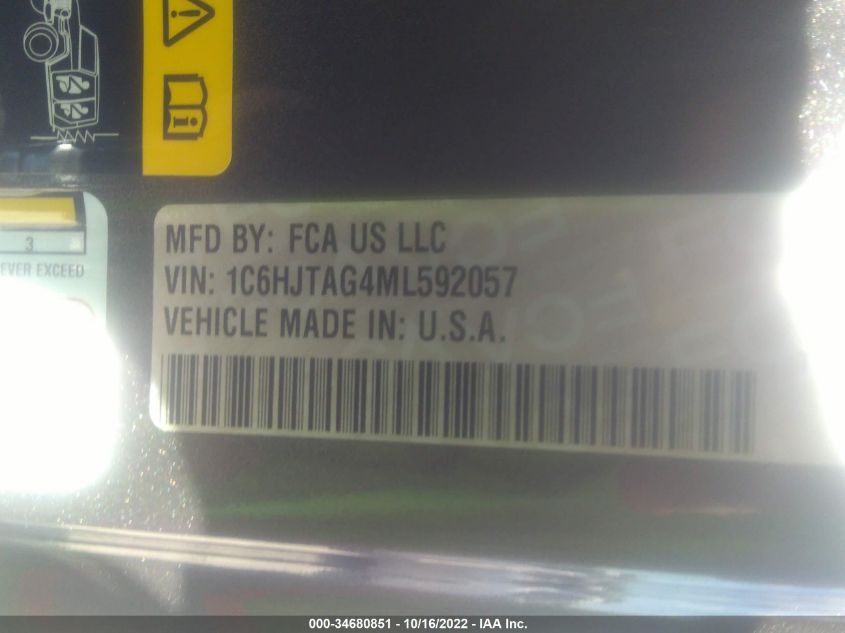 3
EVER EXCEED
MFD BY: FCA US LLC
VIN: 1C6HJTAG4ML592057
VEHICLE MADE IN: U.S.A.
000-34680851 - 10/16/2022 - IAA Inc.